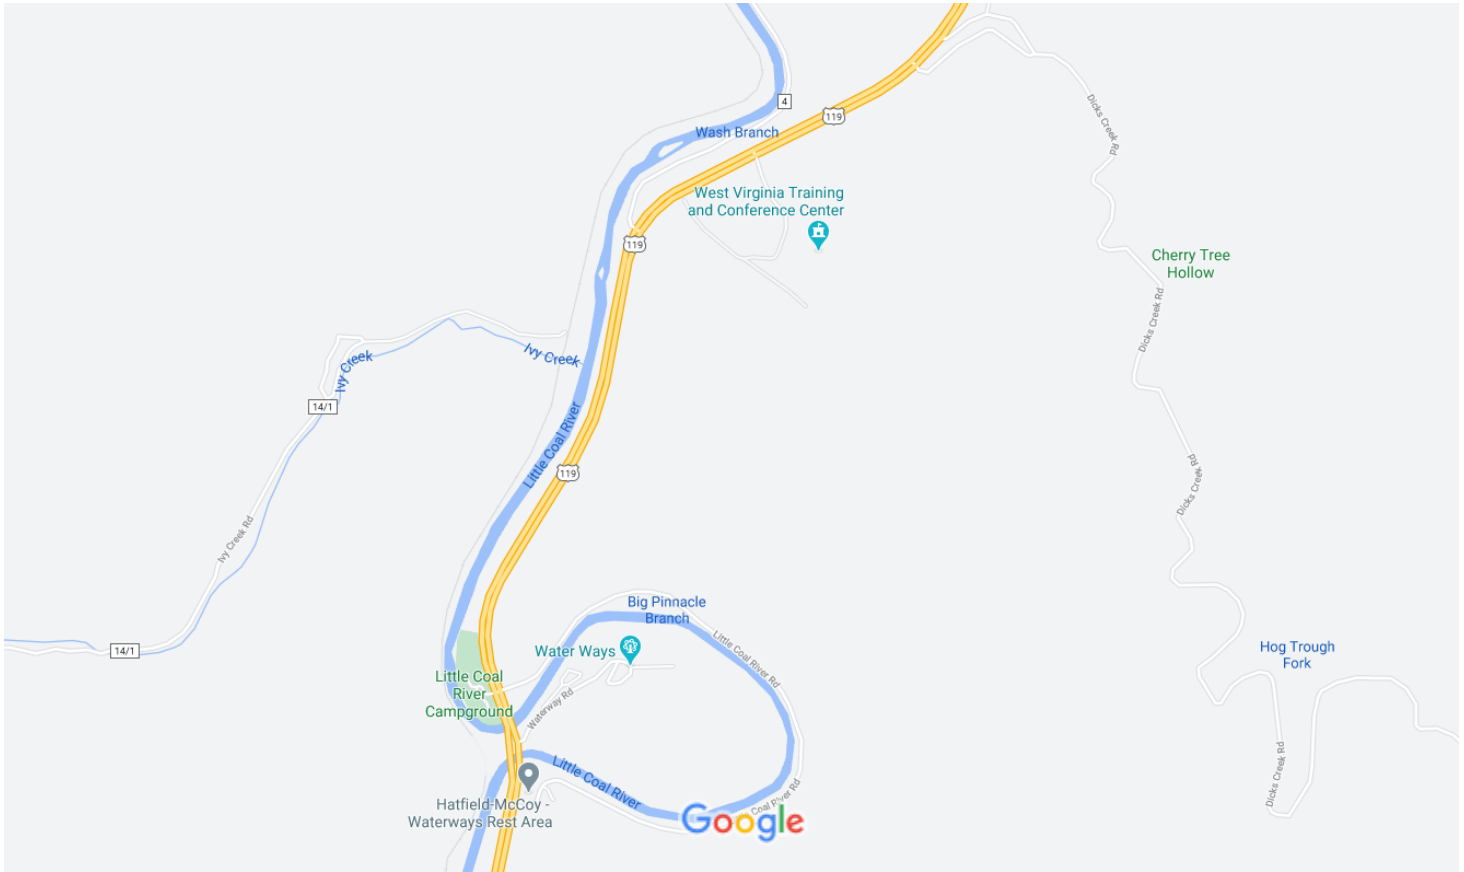 4
119
Wash Branch
Dicks Creek Rd
West Virginia Training
and Conference Center
119
Cherry Tree
Hollow
Dicks Creek Rd
Ivy Creek
Ivy Creek
14/1
Little Coal River
119
Dicks Creek Rd
Ivy Creek Rd
Big Pinnacle
Branch
Little Coal River Rd
Water Ways
14/1
Hog Trough
Fork
Little Coal
River
Campground
Waterway Rd
Little Coal River
Dicks Creek Rd
Coal River Rd
Hatfield-McCoy -
Waterways Rest Area
Google